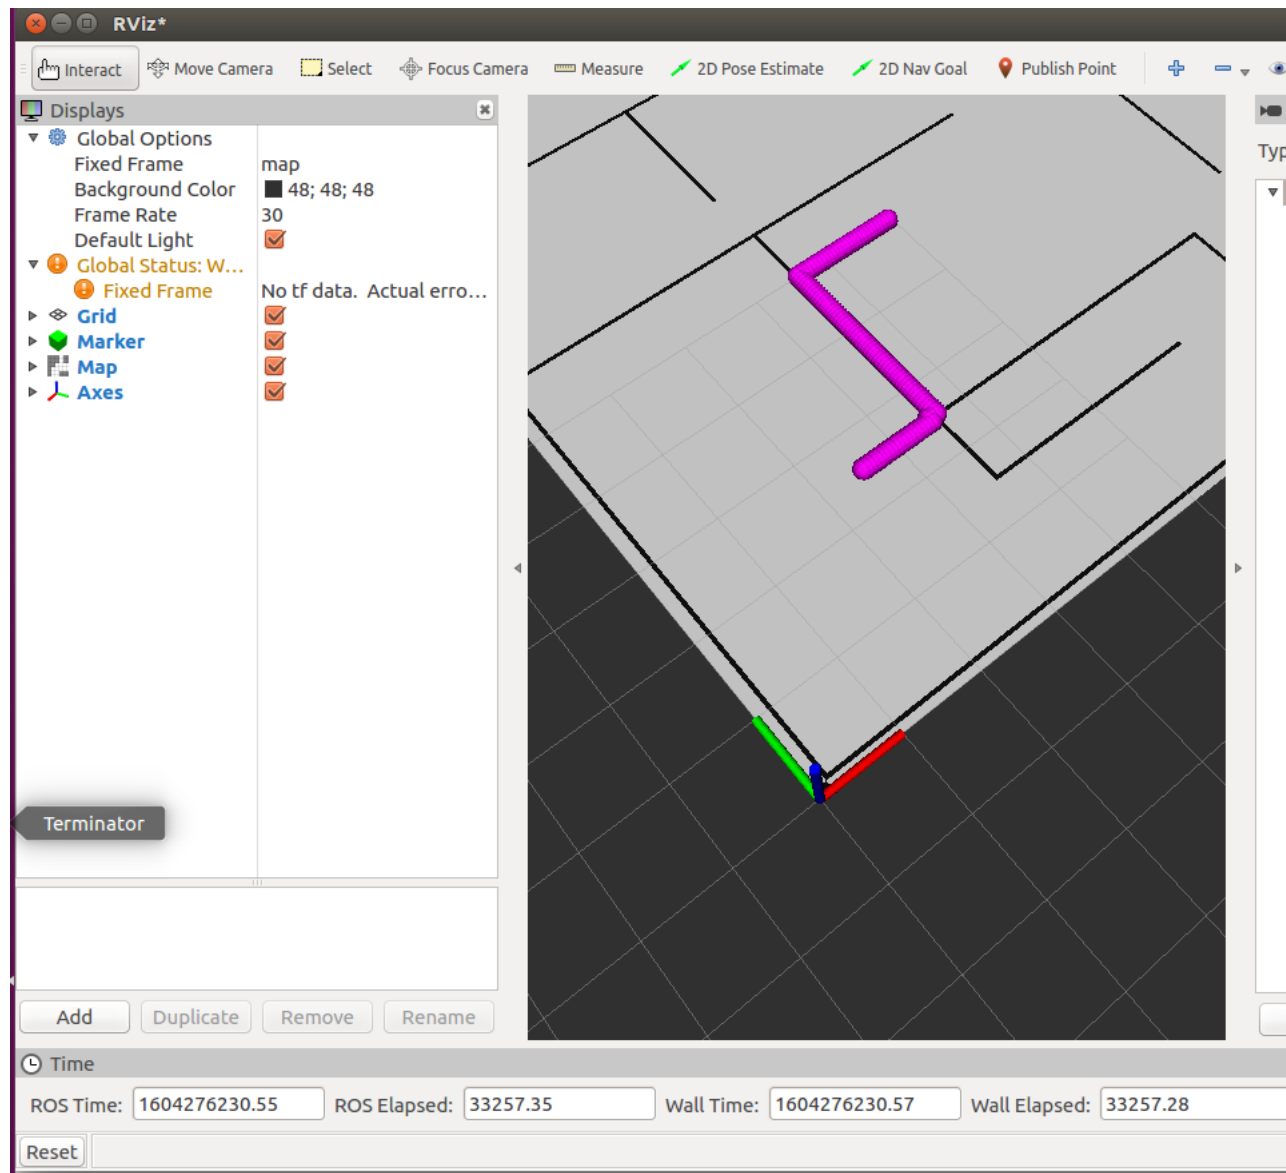 RViz*
Interact Move Camera Select Focus Camera Measure 2D Pose Estimate 2D Nav Goal Publish Point
Displays
Global Options
Fixed Frame map
Background Color 48; 48; 48
Frame Rate 30
Default Light
Global Status: W...
Fixed Frame No tf data. Actual erro...
Grid
Marker
Map
Axes
Typ
Terminator
Add Duplicate Remove Rename
Time
ROS Time: 1604276230.55 ROS Elapsed: 33257.35 Wall Time: 1604276230.57 Wall Elapsed: 33257.28
Reset